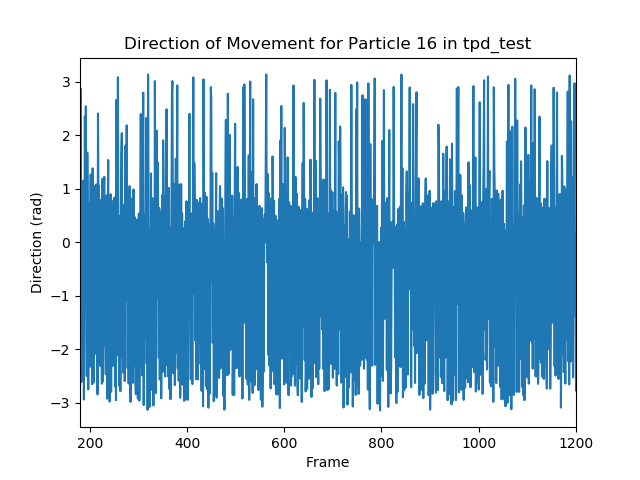 Direction of Movement for Particle 16 in tpd_test
Direction (rad)
3
2
1
0
−1
−2
−3
200 400 600 800 1000 1200
Frame